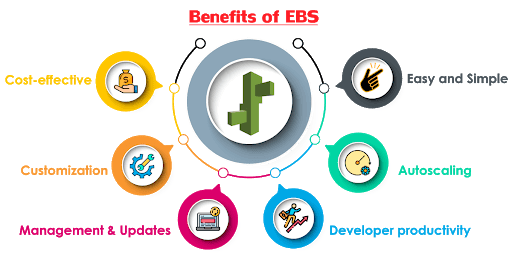 Benefits of EBS
Cost-effective
Easy and Simple
Customization
Autoscaling
Management & Updates
Developer productivity